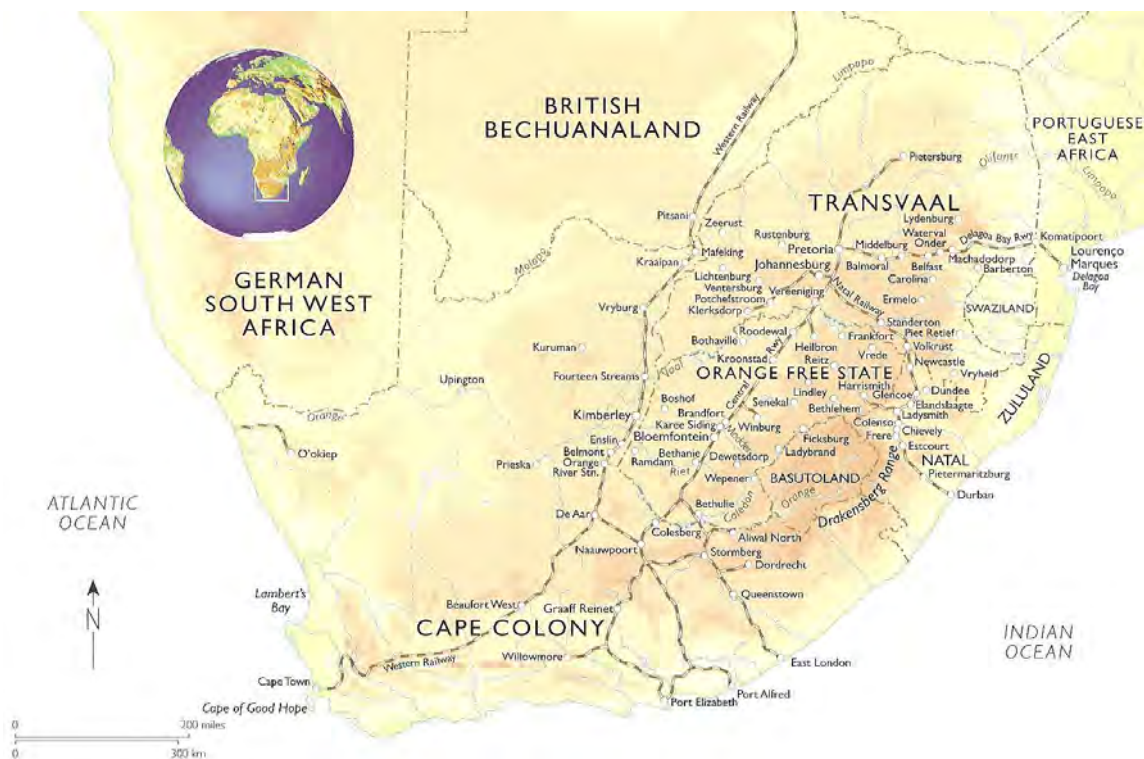 BRITISH
BECHUANALAND
Western Railway
Limpopo
PORTUGUESE
EAST
AFRICA
Olifants
Limpopo
Pietersburg
TRANSVAAL
Lydenburg
Pitsani
Zeerust
Rustenburg
Waterval
Onder
Delagoa Bay Rwy
Komatipoort
Pretoria
Middelburg
Mafeking
Molopo
Kraaipan
Johannesburg
Balmoral
Belfast
Machadodorp
Barberton
Lourenço
Marques
Delagoa
Bay
GERMAN
SOUTH WEST
AFRICA
Lichtenburg
Ventersburg
Vereeniging
Carolina
Potchefstroom
Klerksdorp
Natal Railway
Ermelo
SWAZILAND
Vryburg
Standerton
Roodewal
Frankfort
Piet Retief
Bothaville
Heilbron
Volkrust
Kuruman
Vaal
Kroonstad
Rwy
Reitz
Vrede
Newcastle
ORANGE FREE STATE
Vryheid
Fourteen Streams
Upington
Lindley
Harrismith
Dundee
ZULULAND
Boshof
Central
Senekal
Glencoe
Elandslaagte
Orange
Kimberley
Brandfort
Bethlehem
Ladysmith
Karee Siding
Winburg
Colenso
Chievely
Bloemfontein
Modder
Ficksburg
Frere
Enslin
Estcourt
O'okiep
Belmont
Bethanie
Dewetsdorp
Ladybrand
NATAL
Prieska
Orange
River Stn.
Ramdam
Riet
Wepener
BASUTOLAND
Pietermaritzburg
Durban
ATLANTIC
OCEAN
Bethulie
Caledon
Orange
Drakensberg Range
De Aar
Colesberg
Aliwal North
Naauwpoort
Stormberg
Dordrecht
Lambert's
Bay
N
Beaufort West
Graaff Reinet
Queenstown
CAPE COLONY
INDIAN
OCEAN
Western Railway
Willowmore
East London
Cape Town
Port Alfred
Cape of Good Hope
Port Elizabeth
0
200 miles
0
300 km